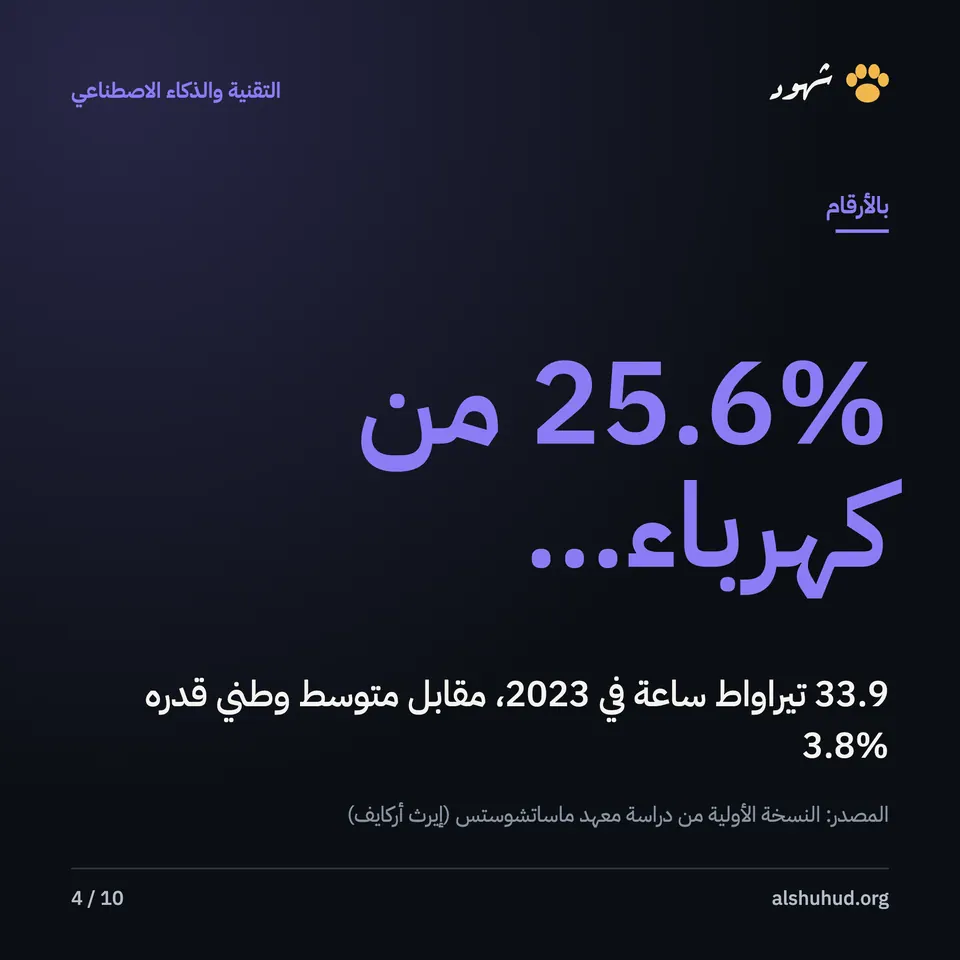 شهود
التقنية والذكاء الاصطناعي
بالأرقام
25.6% من
كهرباء...
33.9 تيراواط ساعة في 2023، مقابل متوسط وطني قدره
3.8%
المصدر: النسخة الأولية من دراسة معهد ماساتشوستس (إيرث أركايف)
alshuhud.org
4 / 10